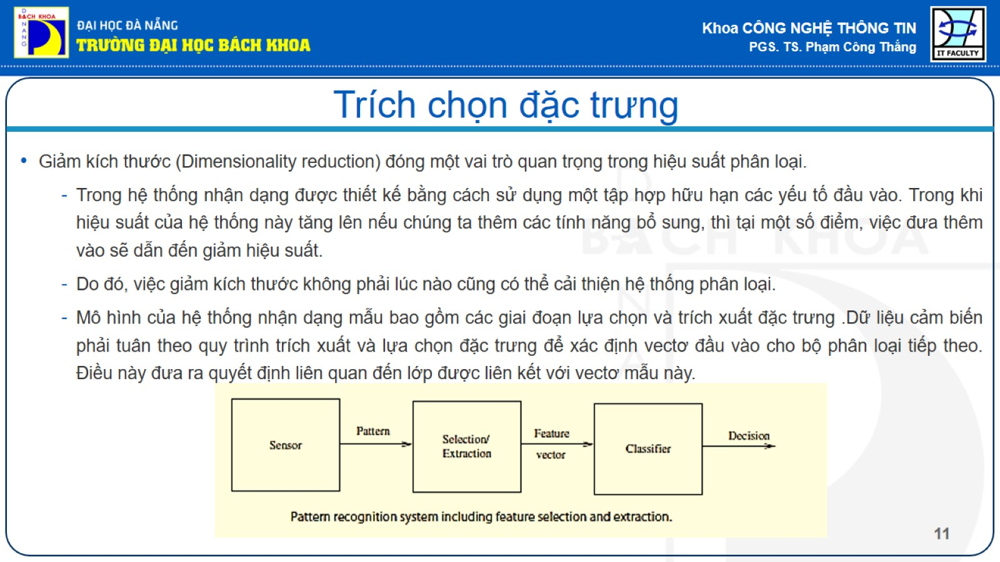 ĐẠI HỌC ĐÀ NẴNG
TRƯỜNG ĐẠI HỌC BÁCH KHOA
BÁCH KHOA
DANANG
Khoa CÔNG NGHỆ THÔNG TIN
PGS. TS. Phạm Công Thắng
IT FACULTY
Trích chọn đặc trưng
• Giảm kích thước (Dimensionality reduction) đóng một vai trò quan trọng trong hiệu suất phân loại.
- Trong hệ thống nhận dạng được thiết kế bằng cách sử dụng một tập hợp hữu hạn các yếu tố đầu vào. Trong khi
hiệu suất của hệ thống này tăng lên nếu chúng ta thêm các tính năng bổ sung, thì tại một số điểm, việc đưa thêm
vào sẽ dẫn đến giảm hiệu suất.
- Do đó, việc giảm kích thước không phải lúc nào cũng có thể cải thiện hệ thống phân loại.
- Mô hình của hệ thống nhận dạng mẫu bao gồm các giai đoạn lựa chọn và trích xuất đặc trưng .Dữ liệu cảm biến
phải tuân theo quy trình trích xuất và lựa chọn đặc trưng để xác định vectơ đầu vào cho bộ phân loại tiếp theo.
Điều này đưa ra quyết định liên quan đến lớp được liên kết với vectơ mẫu này.
Sensor
Pattern
Selection/
Extraction
Feature
vector
Classifier
Decision
Pattern recognition system including feature selection and extraction.
11
BÁCH KHOA